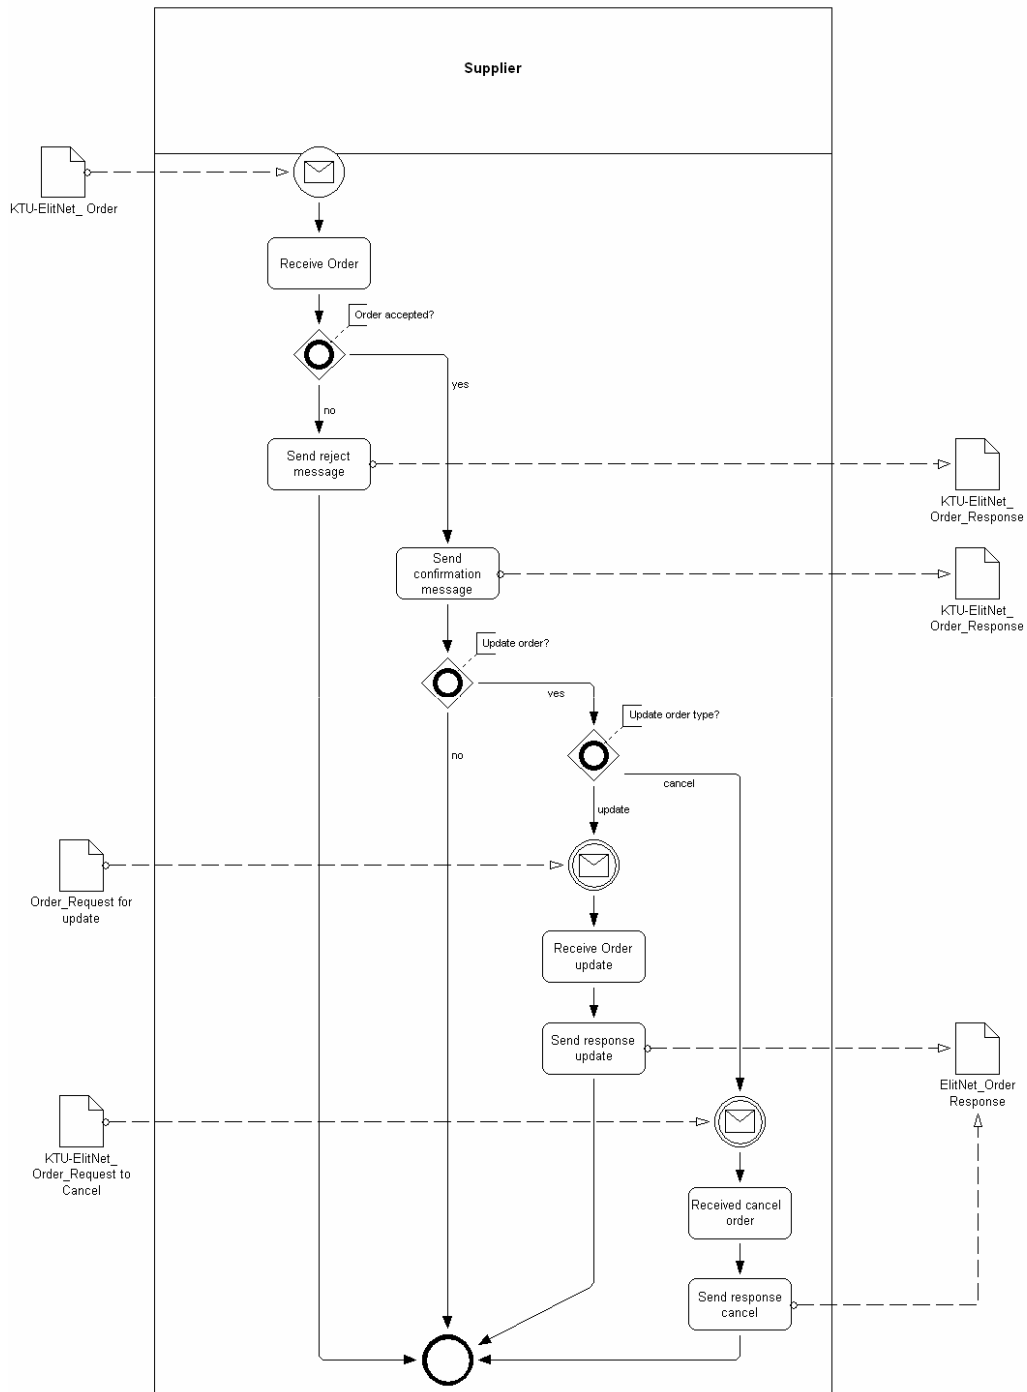 Supplier
KTU-ElitNet_ Order
Receive Order
Order accepted?
yes
no
Send reject
message
KTU-ElitNet_
Order_Response
Send
confirmation
message
KTU-ElitNet_
Order_Response
Update order?
yes
Update order type?
no
cancel
update
Order_Request for
update
Receive Order
update
Send response
update
ElitNet_Order
Response
KTU-ElitNet_
Order_Request to
Cancel
Received cancel
order
Send response
cancel